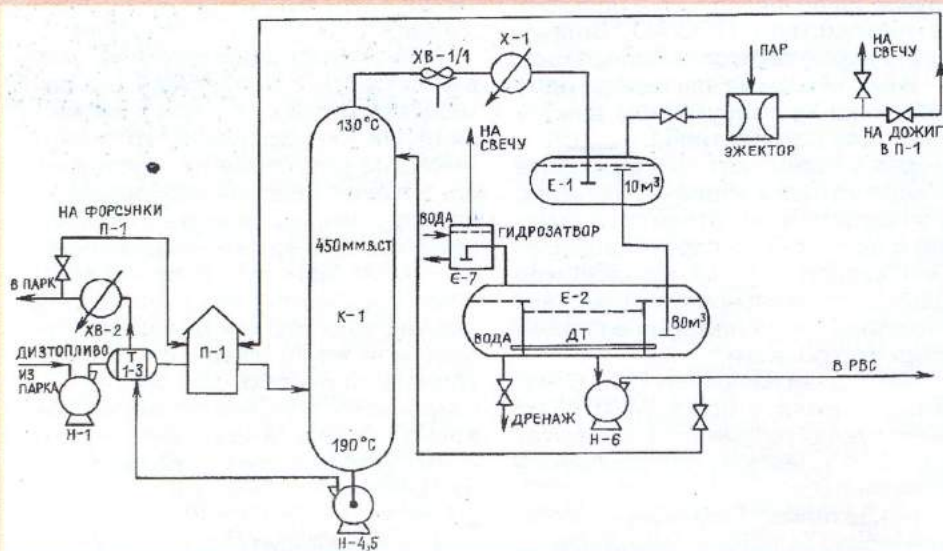 НА СВЕЧУ
ПАР
ХВ-1/1
Х-1
130°С
НА СВЕЧУ
ЭЖЕКТОР
НА ДОЖИГ
В П-1
Е-1
10м³
НА ФОРСУНКИ
П-1
ВОДА
ГИДРОЗАТВОР
450мм.в.ст
Е-7
В ПАРК
Е-2
К-1
80м³
ХВ-2
П-1
ВОДА
ДТ
ДИЗТОПЛИВО
ИЗ ПАРКА
Т-3
В РВС
Н-1
ДРЕНАЖ
Н-6
190°С
Н-4,5